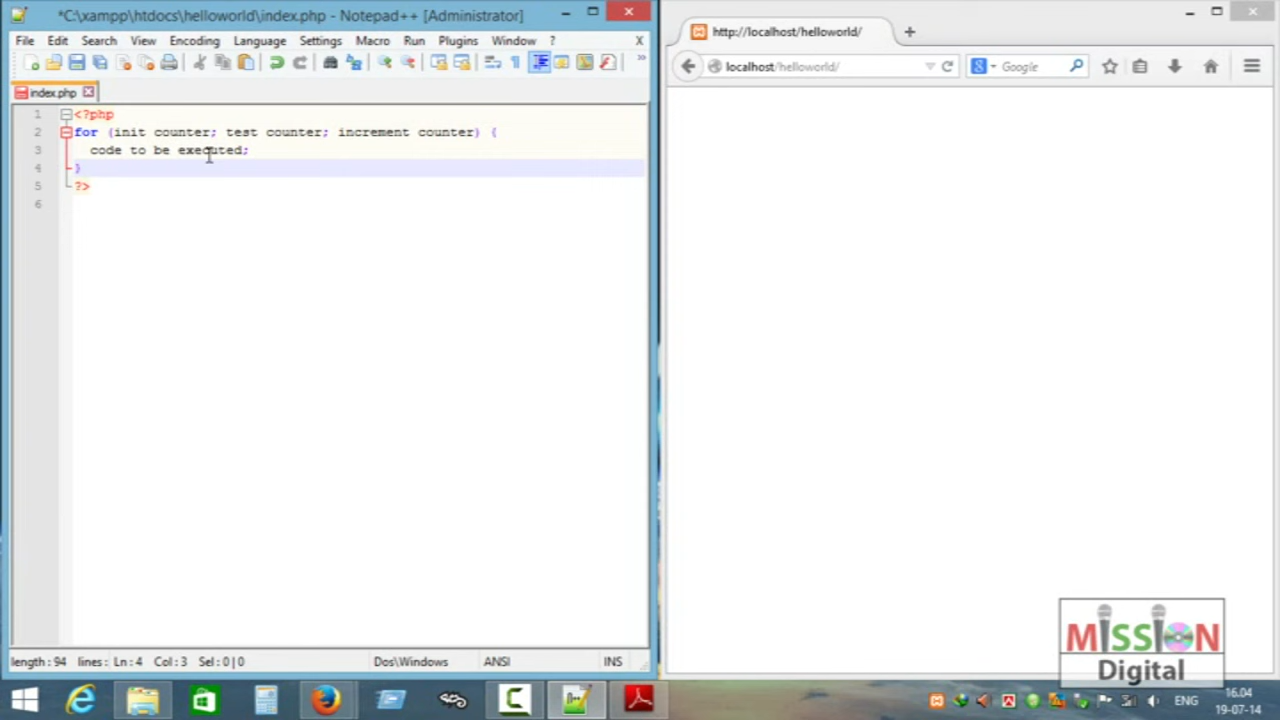 *C:\xampp\htdocs\helloworld\index.php - Notepad++ [Administrator]
File Edit Search View Encoding Language Settings Macro Run Plugins Window ? X
index.php
1 <?php
2 for (init counter; test counter; increment counter) {
3 code to be executed;
4 }
5 ?>
6
length : 94 lines : Ln : 4 Col : 3 Sel : 0 | 0 Dos\Windows ANSI INS
http://localhost/helloworld/
localhost/helloworld/ Google
MISSION
Digital
ENG
16.04
19-07-14